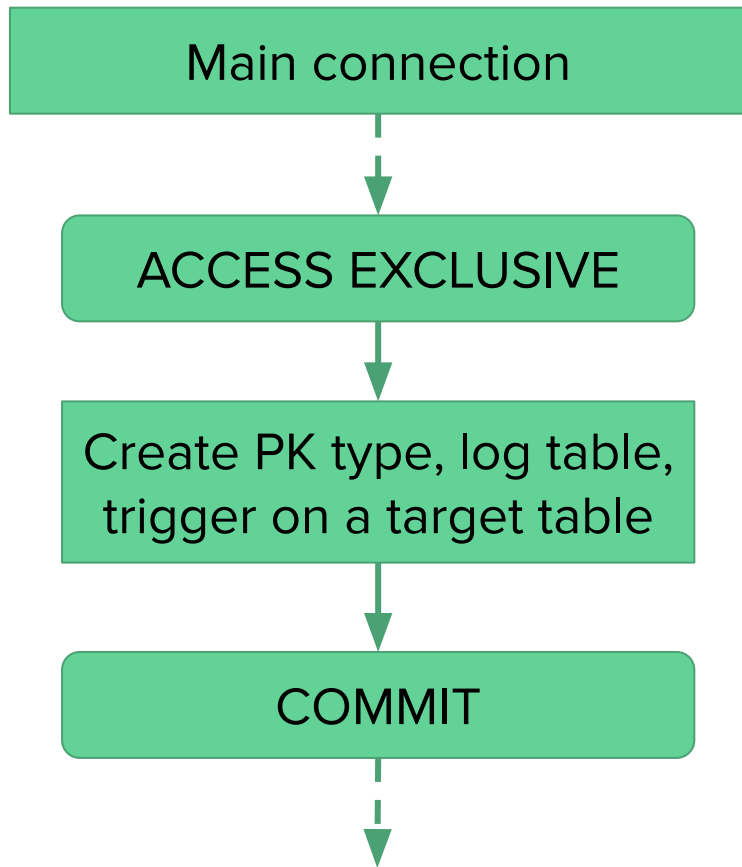 Main connection
ACCESS EXCLUSIVE
Create PK type, log table,
trigger on a target table
COMMIT